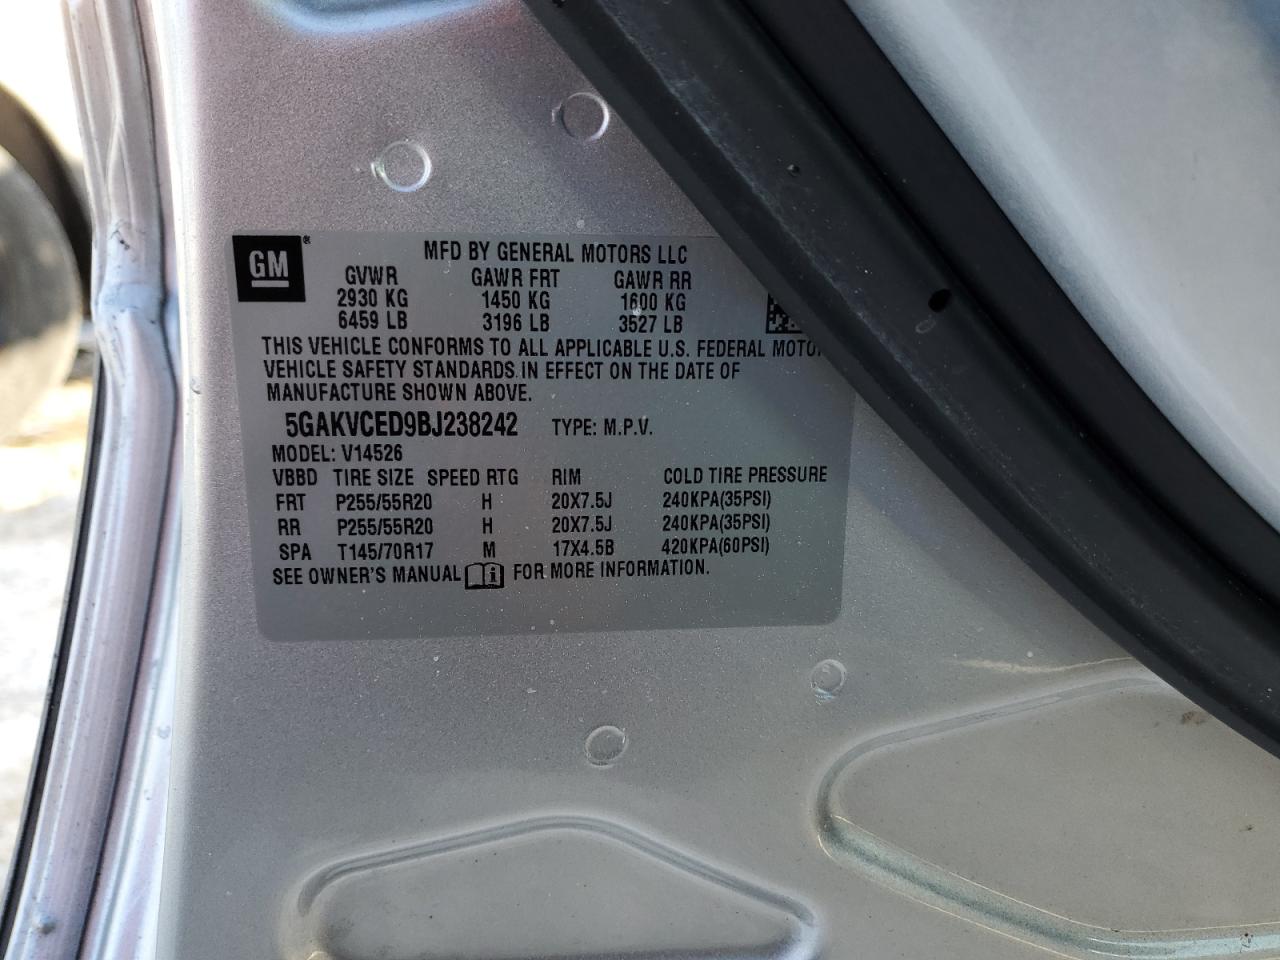 GM ®
MFD BY GENERAL MOTORS LLC
GVWR GAWR FRT GAWR RR
2930 KG 1450 KG 1600 KG
6459 LB 3196 LB 3527 LB
THIS VEHICLE CONFORMS TO ALL APPLICABLE U.S. FEDERAL MOTO
VEHICLE SAFETY STANDARDS IN EFFECT ON THE DATE OF
MANUFACTURE SHOWN ABOVE.
5GAKVCED9BJ238242 TYPE: M.P.V.
MODEL: V14526
VBBD TIRE SIZE SPEED RTG RIM COLD TIRE PRESSURE
FRT P255/55R20 H 20X7.5J 240KPA(35PSI)
RR P255/55R20 H 20X7.5J 240KPA(35PSI)
SPA T145/70R17 M 17X4.5B 420KPA(60PSI)
SEE OWNER'S MANUAL i FOR MORE INFORMATION.